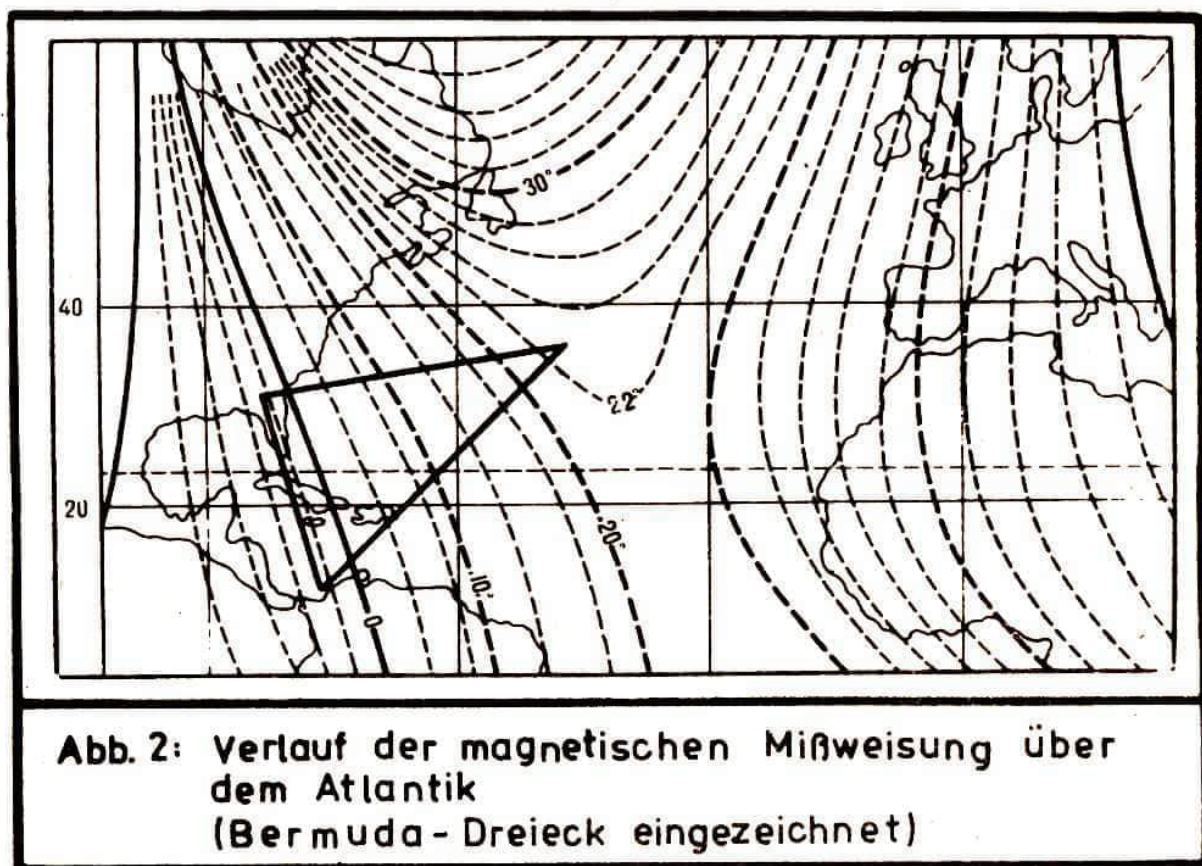 30°
40
22°
20
20°
10°
0
Abb. 2: Verlauf der magnetischen Mißweisung über
dem Atlantik
(Bermuda - Dreieck eingezeichnet)